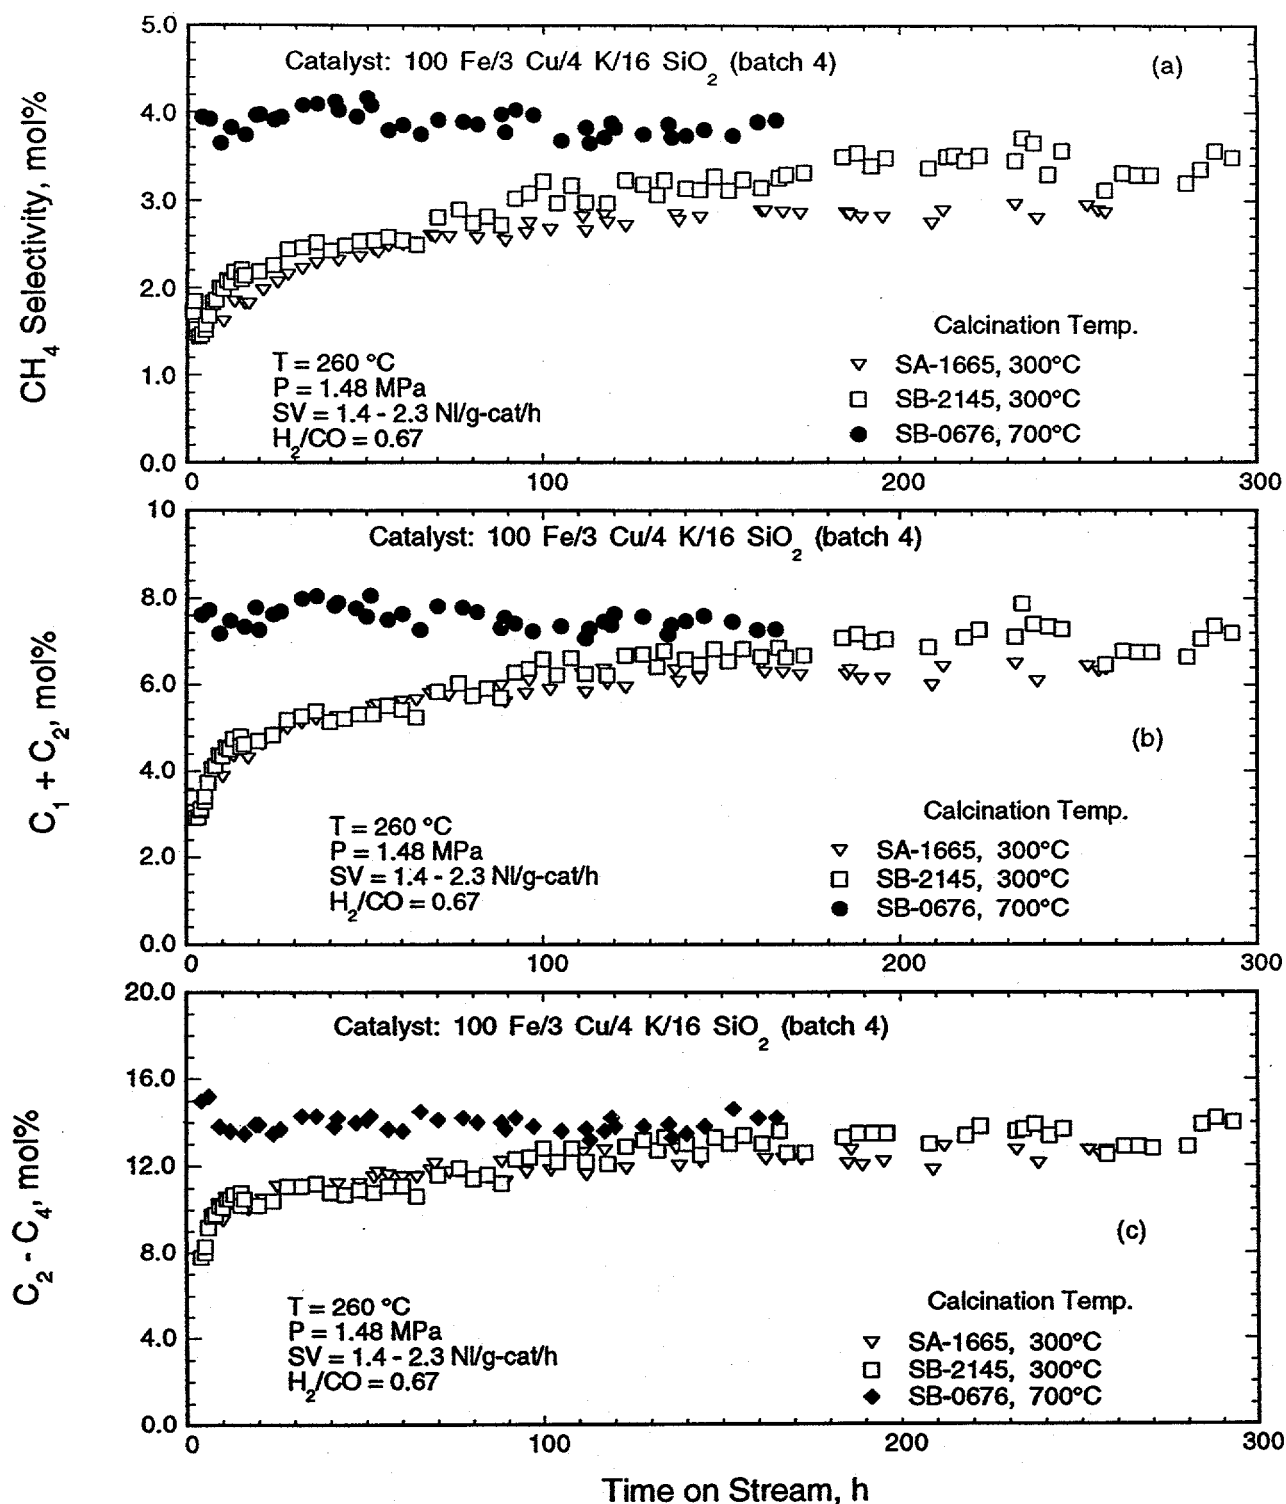 CH4 Selectivity, mol%
5.0
4.0
3.0
2.0
1.0
0.0
Catalyst: 100 Fe/3 Cu/4 K/16 SiO2 (batch 4)
(a)
T = 260 °C
P = 1.48 MPa
SV = 1.4 - 2.3 Nl/g-cat/h
H2/CO = 0.67
Calcination Temp.
SA-1665, 300°C
SB-2145, 300°C
SB-0676, 700°C
0 100 200 300
C1 + C2, mol%
10
8.0
6.0
4.0
2.0
0.0
Catalyst: 100 Fe/3 Cu/4 K/16 SiO2 (batch 4)
(b)
T = 260 °C
P = 1.48 MPa
SV = 1.4 - 2.3 Nl/g-cat/h
H2/CO = 0.67
Calcination Temp.
SA-1665, 300°C
SB-2145, 300°C
SB-0676, 700°C
0 100 200 300
C2 - C4, mol%
20.0
16.0
12.0
8.0
4.0
0.0
Catalyst: 100 Fe/3 Cu/4 K/16 SiO2 (batch 4)
(c)
T = 260 °C
P = 1.48 MPa
SV = 1.4 - 2.3 Nl/g-cat/h
H2/CO = 0.67
Calcination Temp.
SA-1665, 300°C
SB-2145, 300°C
SB-0676, 700°C
0 100 200 300
Time on Stream, h